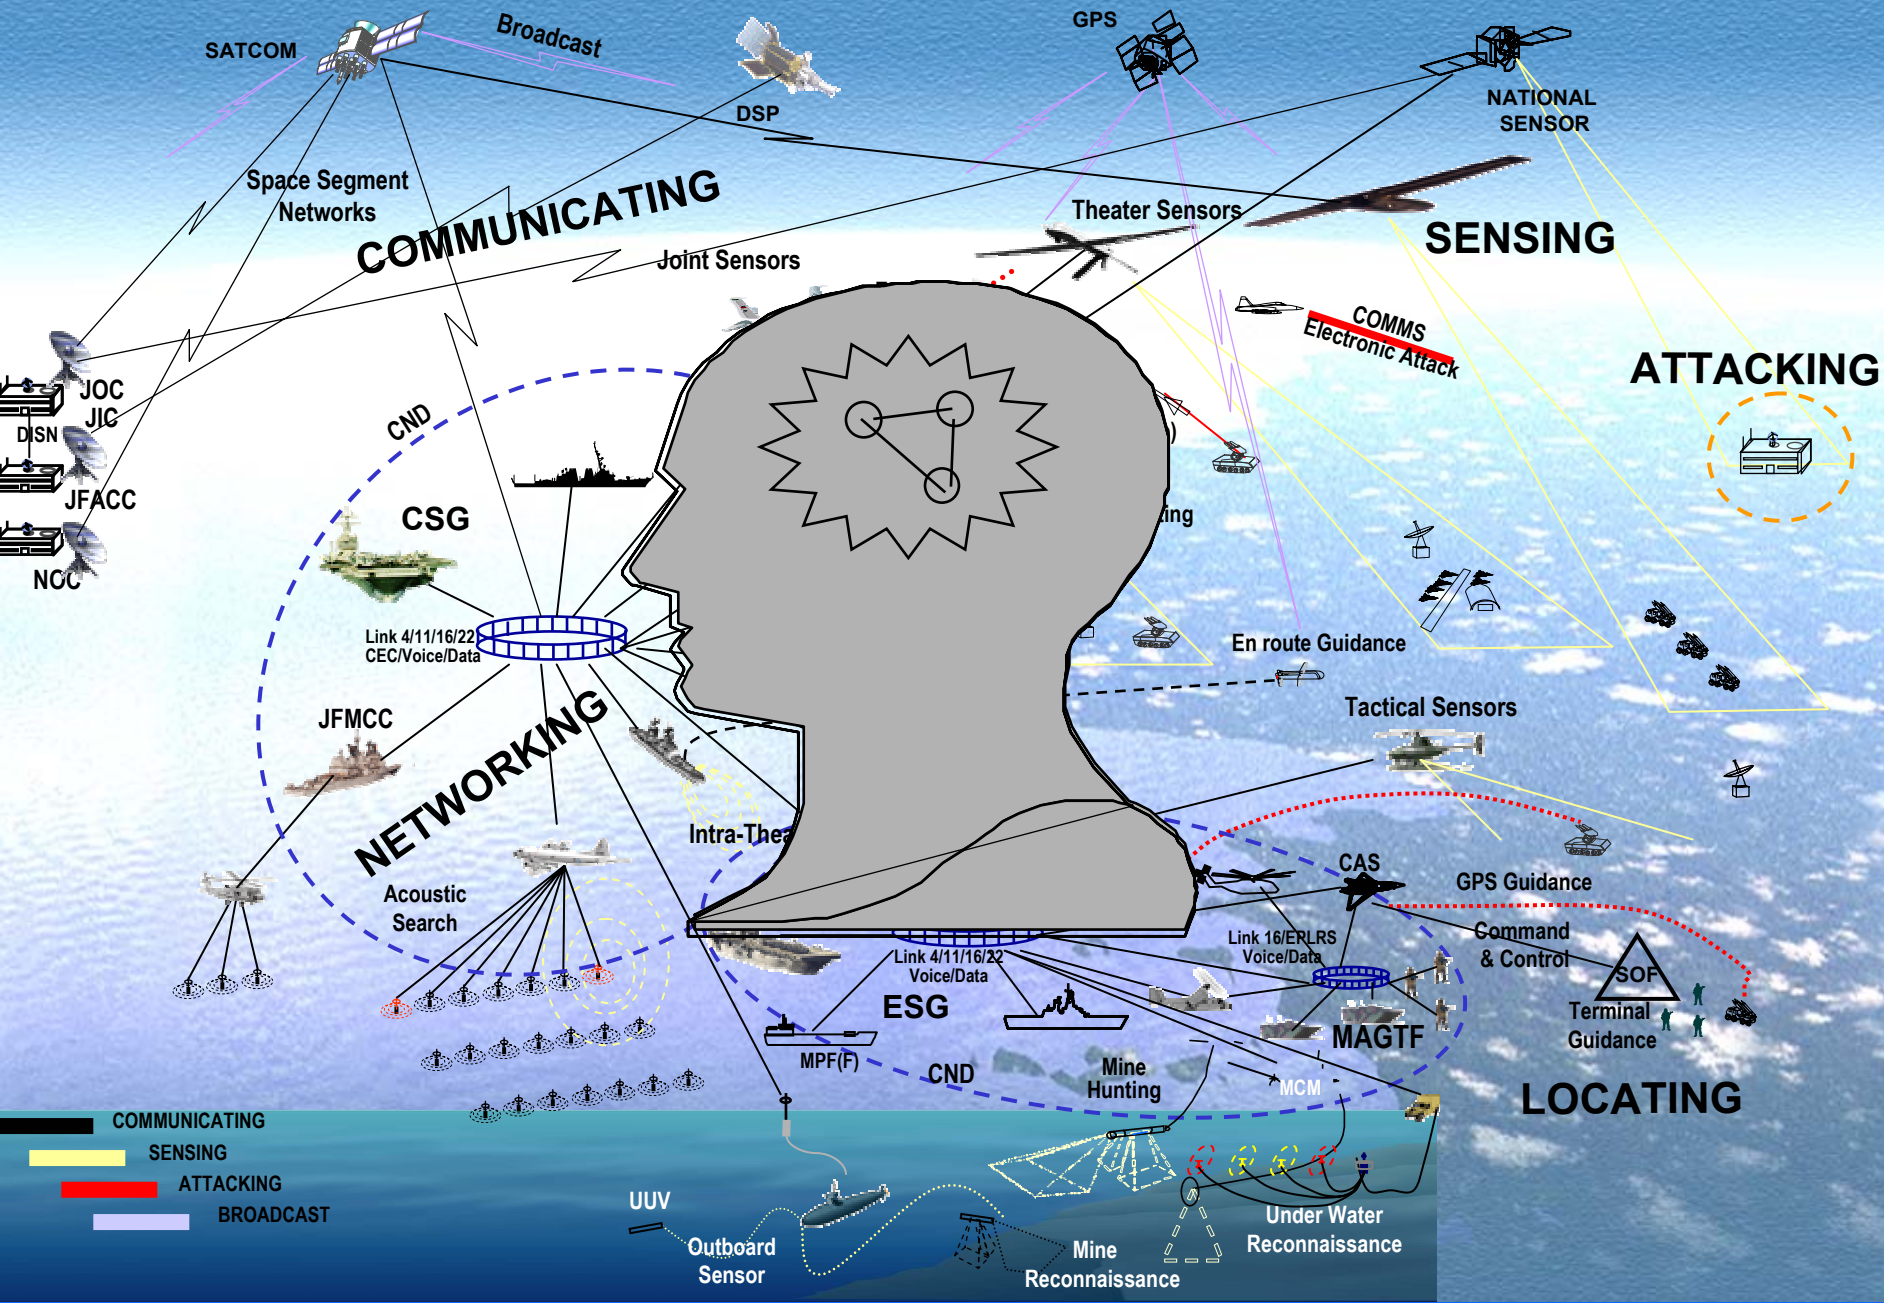 SATCOM
Broadcast
DSP
GPS
NATIONAL
SENSOR
Space Segment
Networks
COMMUNICATING
Joint Sensors
Theater Sensors
SENSING
COMMS
Electronic Attack
ATTACKING
JOC
JIC
DISN
JFACC
NOC
CND
CSG
Link 4/11/16/22
CEC/Voice/Data
JFMCC
NETWORKING
En route Guidance
Tactical Sensors
Acoustic
Search
CAS
GPS Guidance
Command
& Control
SOF
Terminal
Guidance
Link 4/11/16/22
Voice/Data
Link 16/EPLRS
Voice/Data
ESG
MPF(F)
CND
MAGTF
Mine
Hunting
MCM
LOCATING
COMMUNICATING
SENSING
ATTACKING
BROADCAST
UUV
Outboard
Sensor
Mine
Reconnaissance
Under Water
Reconnaissance